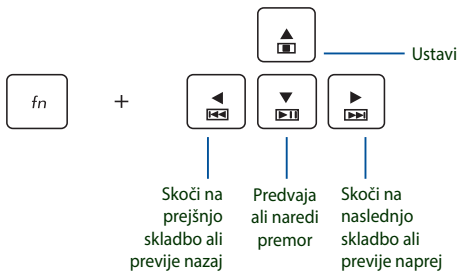 Ustavi
fn
+
Skoči na
prejšnjo
skladbo ali
previje nazaj
Predvaja
ali naredi
premor
Skoči na
naslednjo
skladbo ali
previje naprej